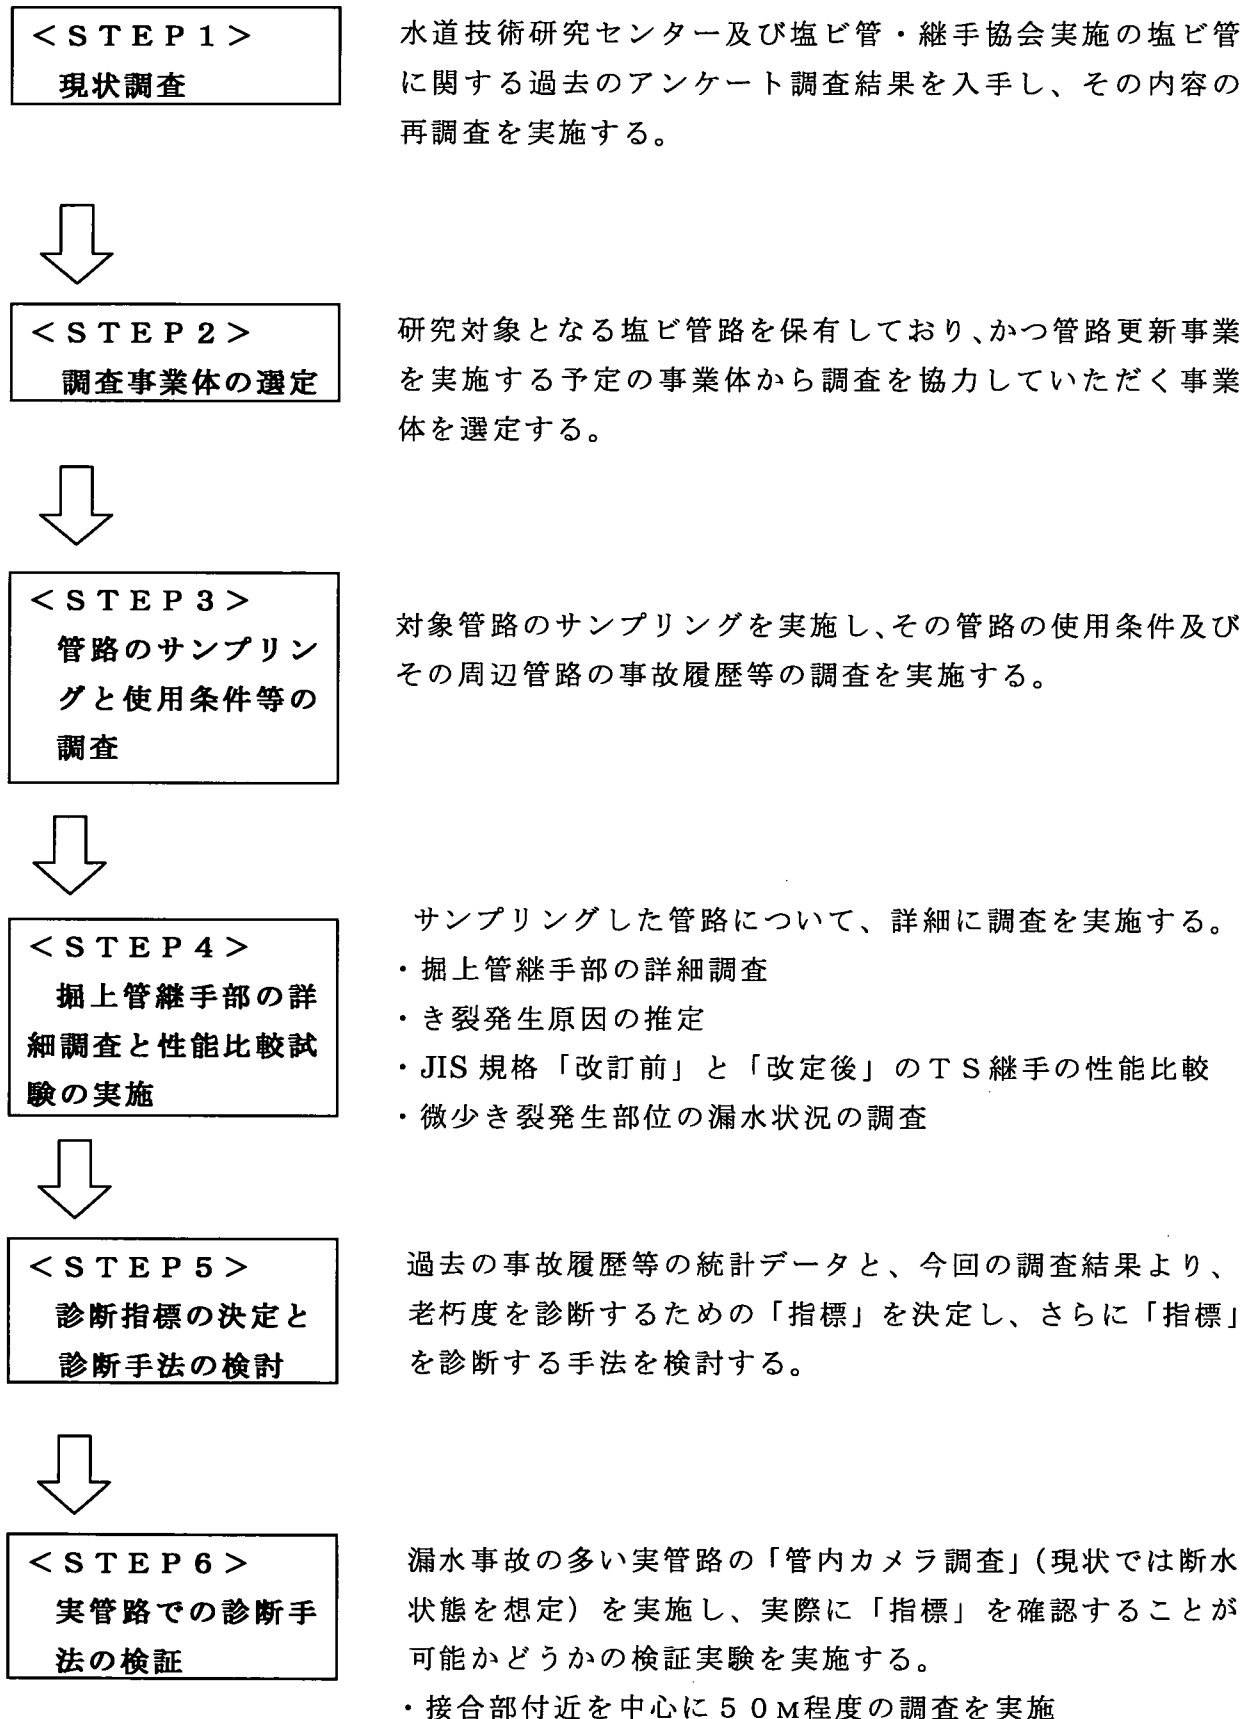 ＜ＳＴＥＰ１＞
現状調査
水道技術研究センター及び塩ビ管・継手協会実施の塩ビ管
に関する過去のアンケート調査結果を入手し、その内容の
再調査を実施する。
＜ＳＴＥＰ２＞
調査事業体の選定
研究対象となる塩ビ管路を保有しており、かつ管路更新事業
を実施する予定の事業体から調査を協力していただく事業
体を選定する。
＜ＳＴＥＰ３＞
管路のサンプリン
グと使用条件等の
調査
対象管路のサンプリングを実施し、その管路の使用条件及び
その周辺管路の事故履歴等の調査を実施する。
＜ＳＴＥＰ４＞
掘上管継手部の詳
細調査と性能比較試
験の実施
サンプリングした管路について、詳細に調査を実施する。
・掘上管継手部の詳細調査
・き裂発生原因の推定
・JIS 規格「改訂前」と「改定後」のＴＳ継手の性能比較
・微少き裂発生部位の漏水状況の調査
＜ＳＴＥＰ５＞
診断指標の決定と
診断手法の検討
過去の事故履歴等の統計データと、今回の調査結果より、
老朽度を診断するための「指標」を決定し、さらに「指標」
を診断する手法を検討する。
＜ＳＴＥＰ６＞
実管路での診断手
法の検証
漏水事故の多い実管路の「管内カメラ調査」（現状では断水
状態を想定）を実施し、実際に「指標」を確認することが
可能かどうかの検証実験を実施する。
・接合部付近を中心に５０Ｍ程度の調査を実施